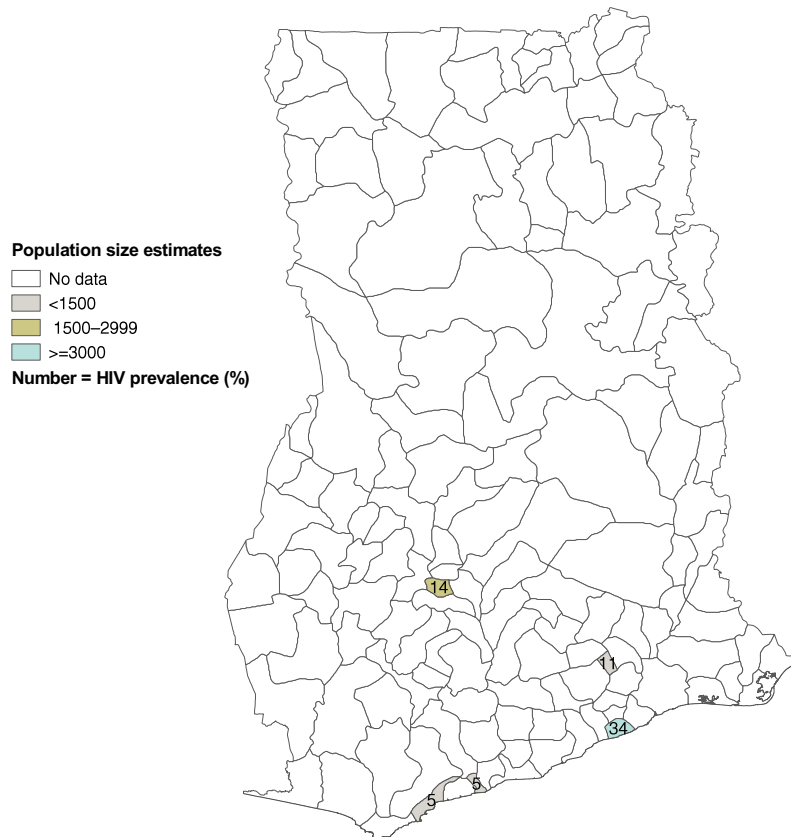 Population size estimates
No data
<1500
1500–2999
>=3000
Number = HIV prevalence (%)
14
11
34
5
5